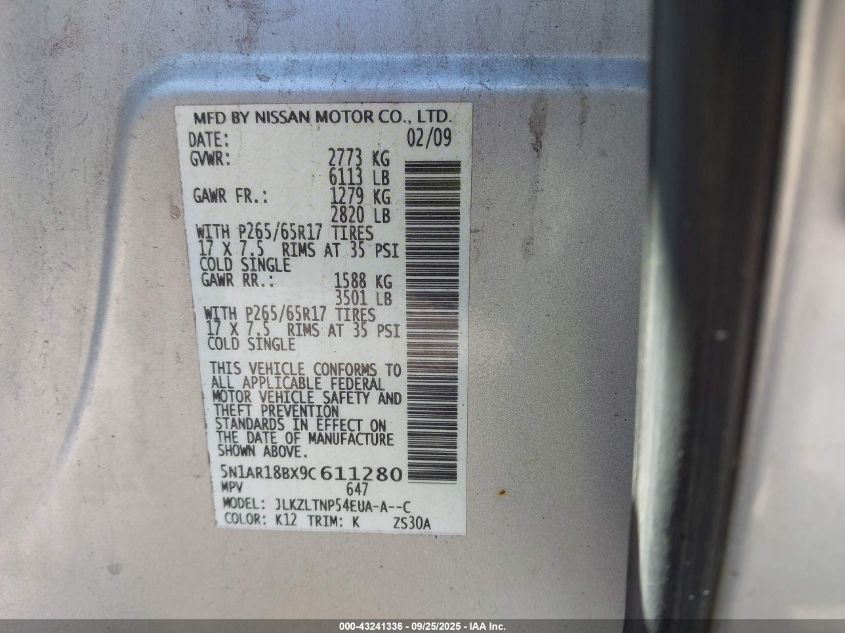 MFD BY NISSAN MOTOR CO., LTD.
DATE: 02/09
GVWR: 2773 KG
6113 LB
GAWR FR.: 1279 KG
2820 LB
WITH P265/65R17 TIRES
17 X 7.5 RIMS AT 35 PSI
COLD SINGLE
GAWR RR.: 1588 KG
3501 LB
WITH P265/65R17 TIRES
17 X 7.5 RIMS AT 35 PSI
COLD SINGLE
THIS VEHICLE CONFORMS TO
ALL APPLICABLE FEDERAL
MOTOR VEHICLE SAFETY AND
THEFT PREVENTION
STANDARDS IN EFFECT ON
THE DATE OF MANUFACTURE
SHOWN ABOVE.
5N1AR18BX9C611280
MPV 647
MODEL: JLKZLTNP54EUA-A--C
COLOR: K12 TRIM: K ZS30A
000-43241336 - 09/25/2025 - IAA Inc.